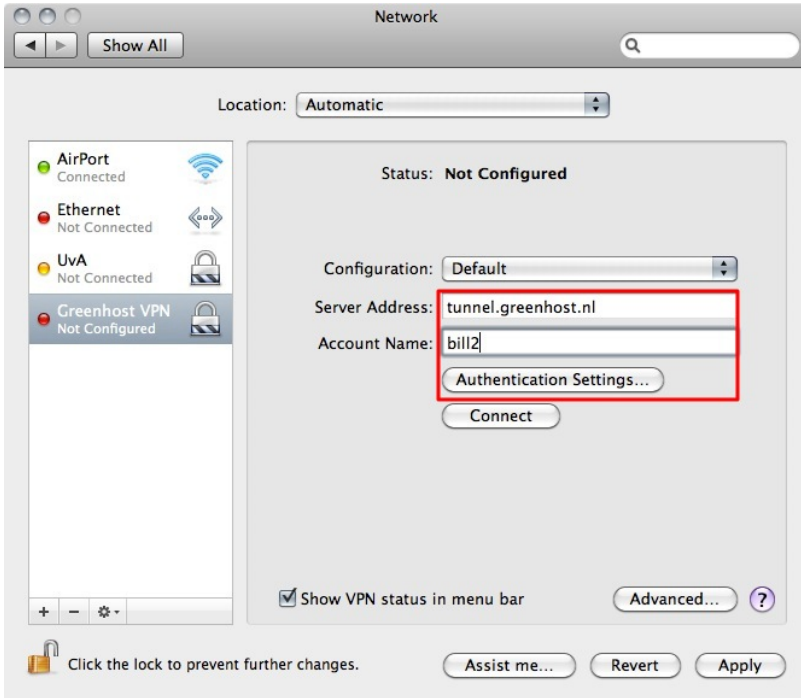 Network
Show All
Location: Automatic
AirPort
Connected
Ethernet
Not Connected
UvA
Not Connected
Greenhost VPN
Not Configured
Status: Not Configured
Configuration: Default
Server Address: tunnel.greenhost.nl
Account Name: bill2
Authentication Settings...
Connect
Show VPN status in menu bar
Advanced... ?
Click the lock to prevent further changes.
Assist me... Revert Apply